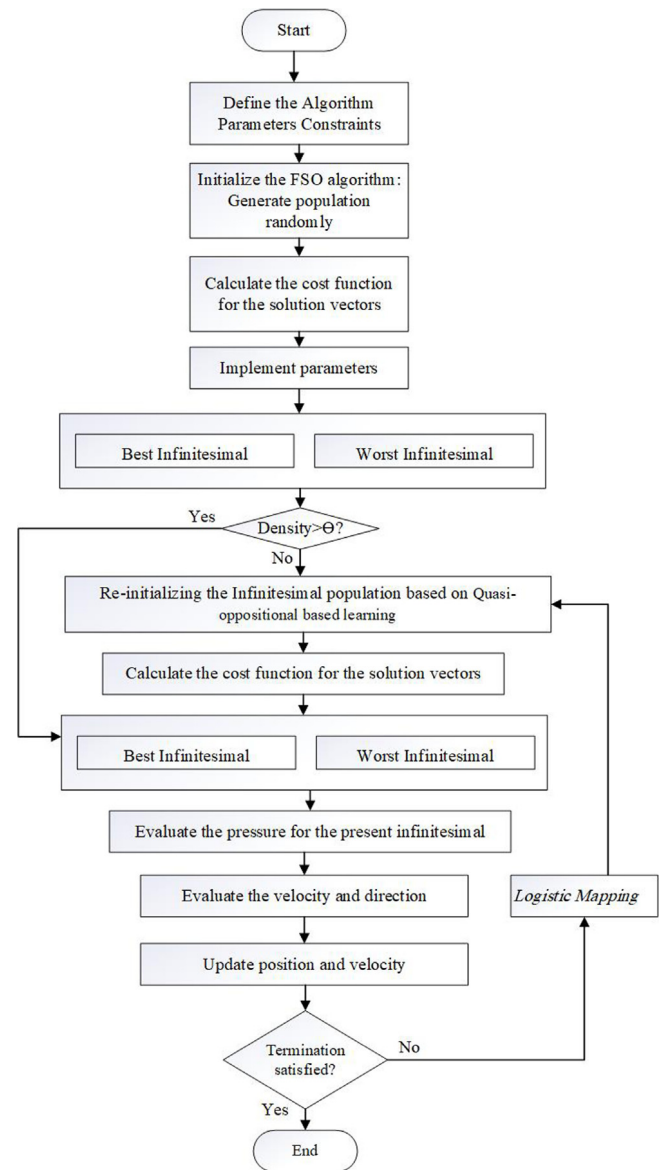 Start
Define the Algorithm
Parameters Constraints
Initialize the FSO algorithm:
Generate population
randomly
Calculate the cost function
for the solution vectors
Implement parameters
Best Infinitesimal
Worst Infinitesimal
Yes
Density>Θ?
No
Re-initializing the Infinitesimal population based on Quasi-
oppositional based learning
Calculate the cost function for the solution vectors
Best Infinitesimal
Worst Infinitesimal
Evaluate the pressure for the present infinitesimal
Evaluate the velocity and direction
Logistic Mapping
Update position and velocity
Termination
satisfied?
No
Yes
End